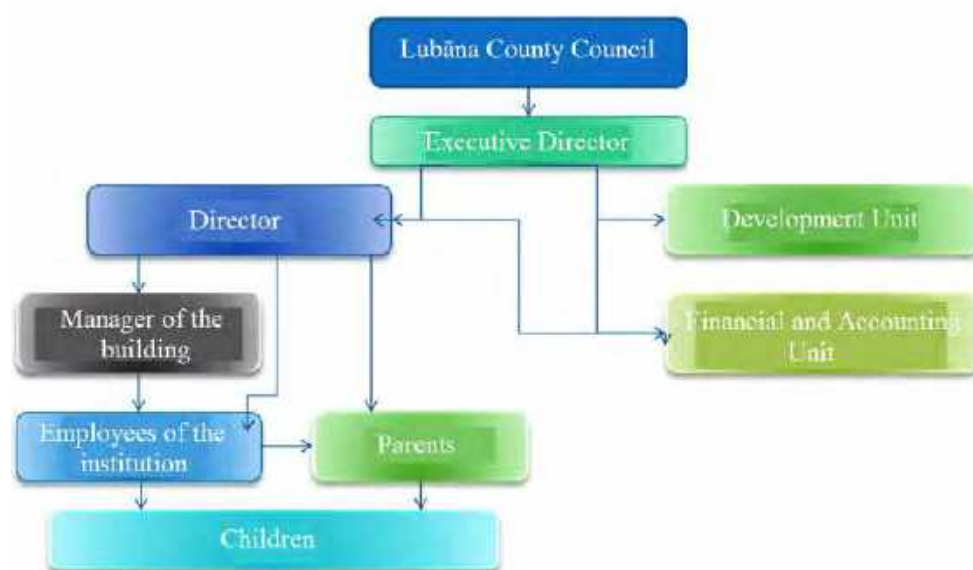 Lubāna County Council
Executive Director
Director
Development Unit
Manager of the
building
Financial and Accounting
Unit
Employees of the
institution
Parents
Children